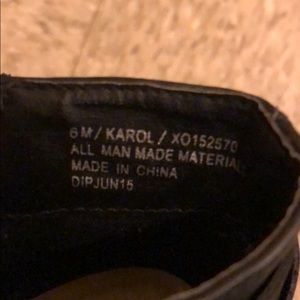 6M/KAROL/XO152570
ALL MAN MADE MATERIAL
MADE IN CHINA
DIPJUN15